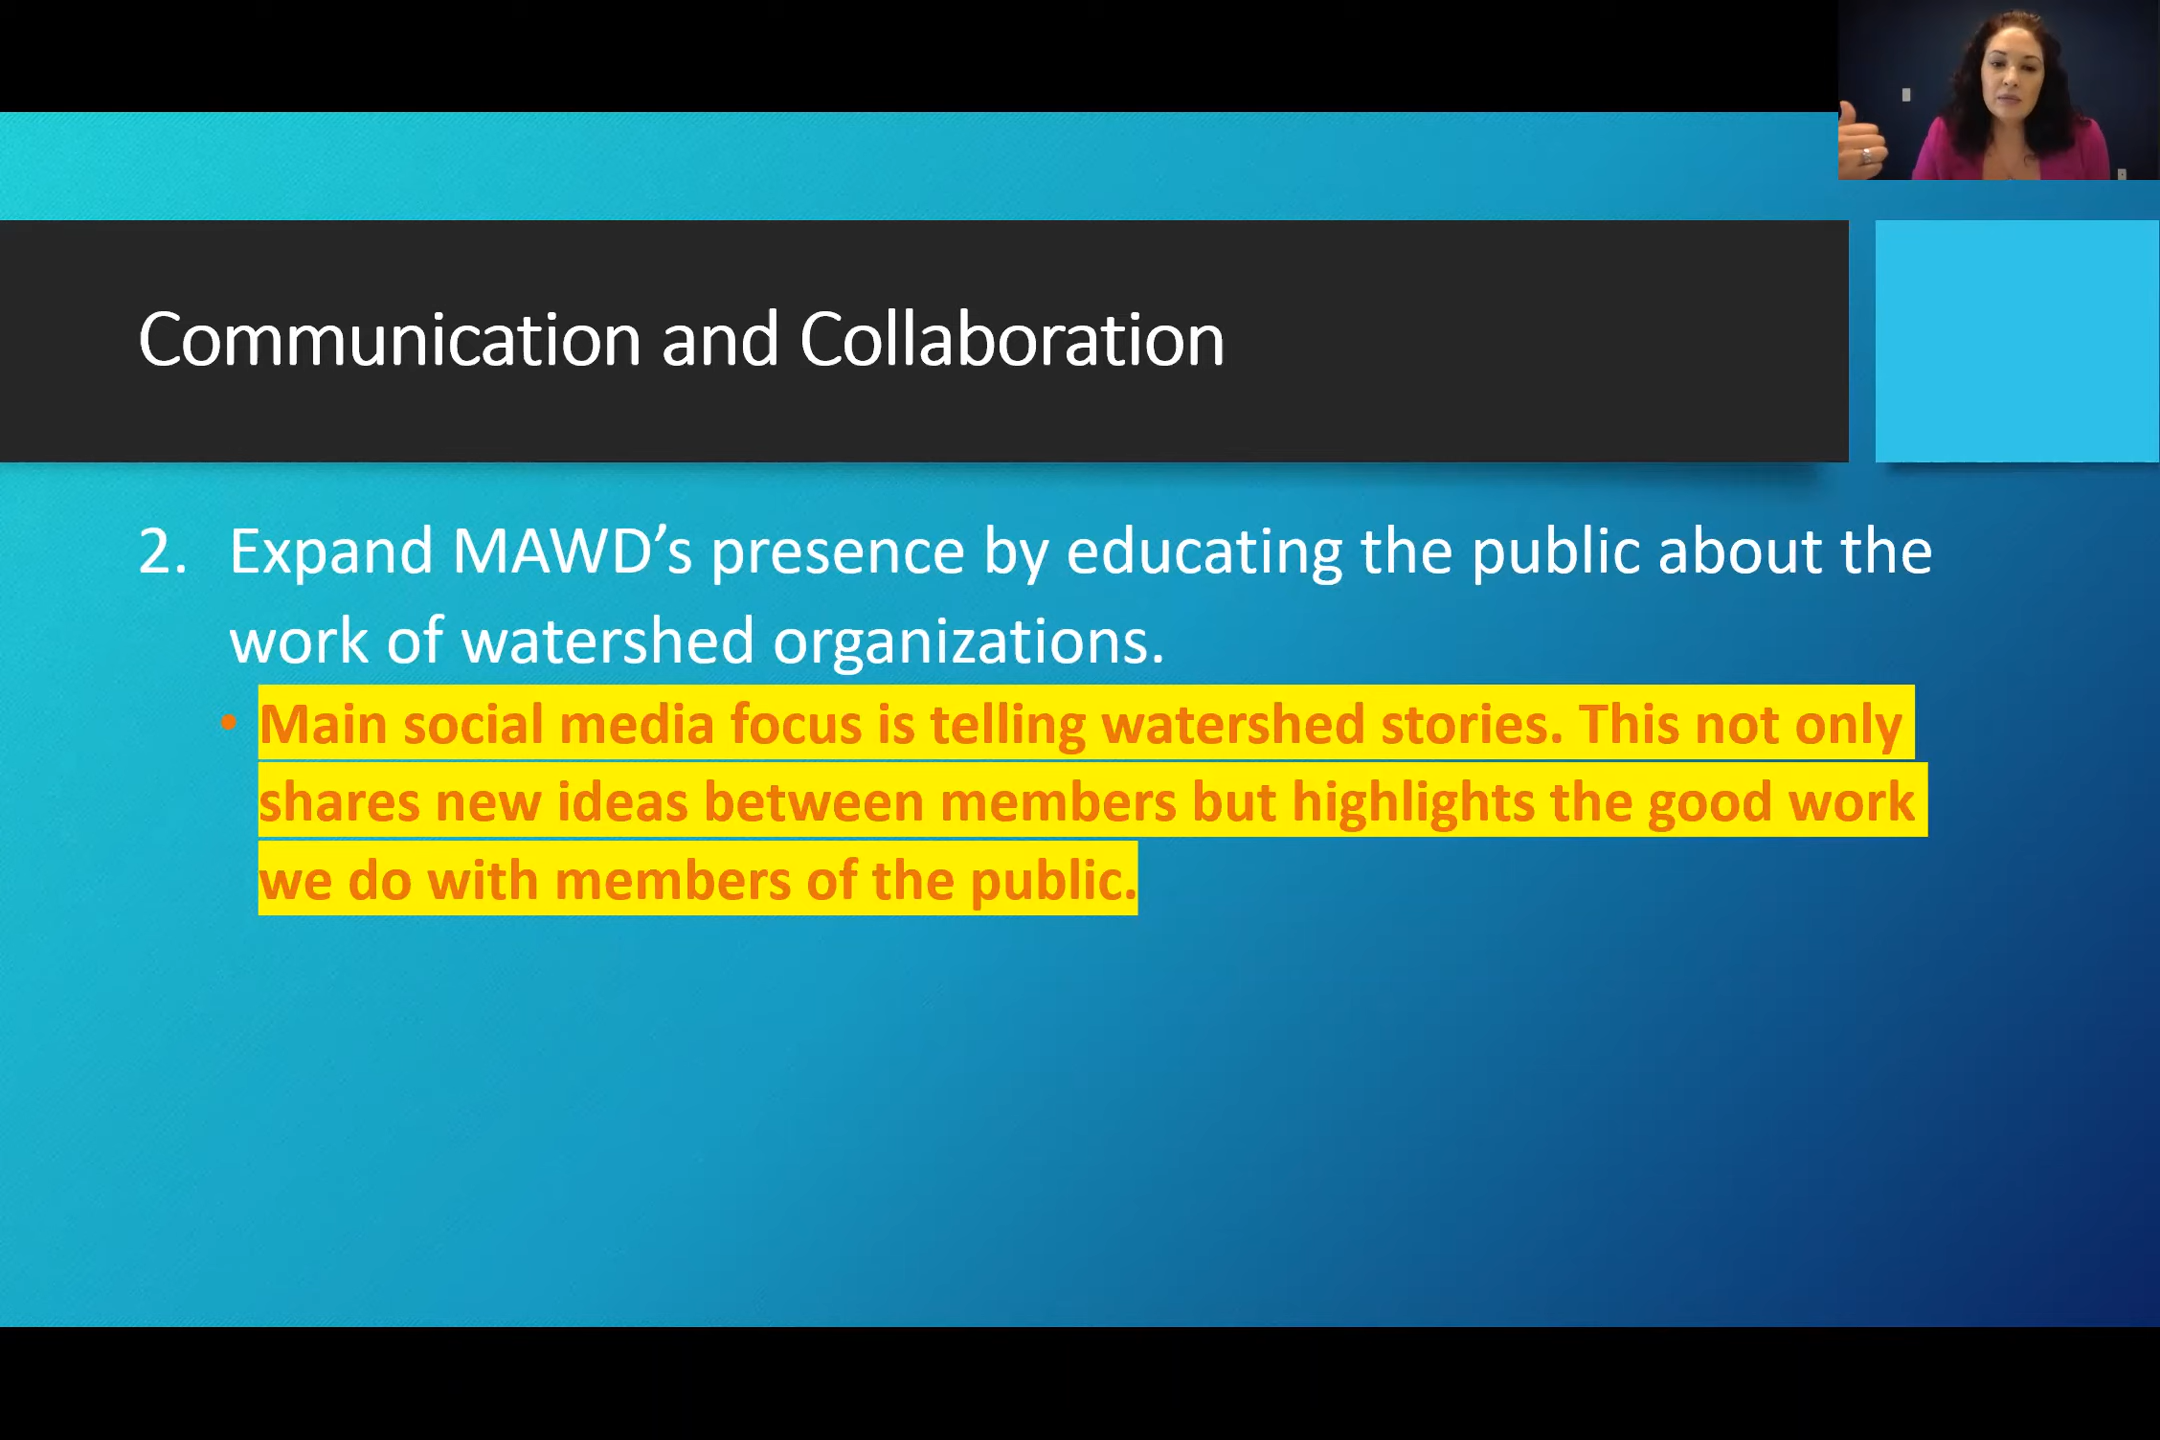 Communication and Collaboration
2. Expand MAWD’s presence by educating the public about the
work of watershed organizations.
• Main social media focus is telling watershed stories. This not only
shares new ideas between members but highlights the good work
we do with members of the public.